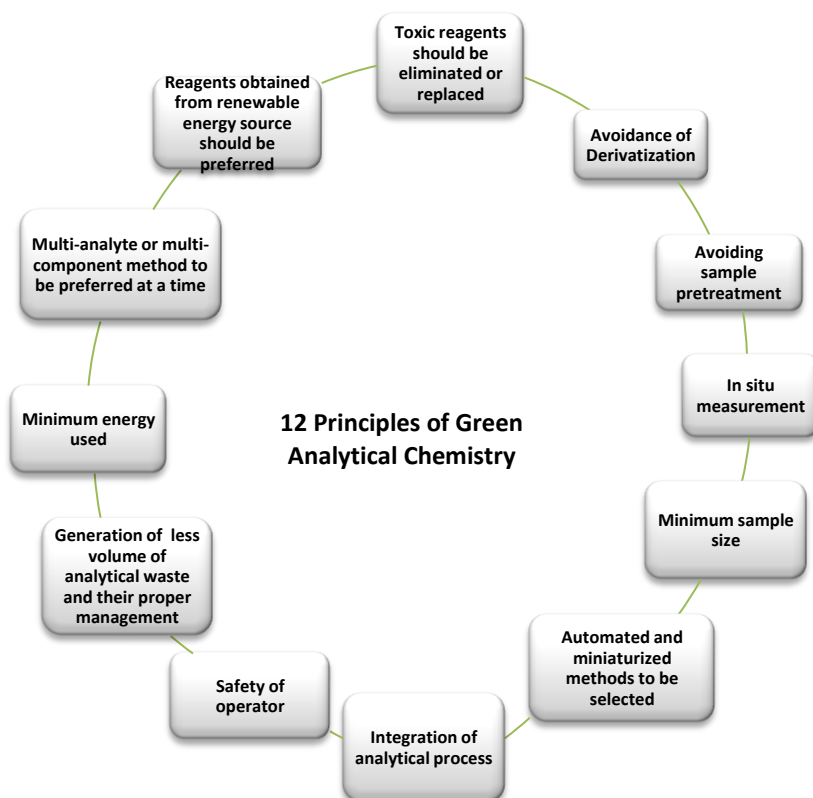 Toxic reagents
should be
eliminated or
replaced
Avoidance of
Derivatization
Avoiding
sample
pretreatment
In situ
measurement
Minimum sample
size
Automated and
miniaturized
methods to be
selected
Integration of
analytical process
Safety of
operator
Generation of less
volume of
analytical waste
and their proper
management
Minimum energy
used
Multi-analyte or multi-
component method to
be preferred at a time
Reagents obtained
from renewable
energy source
should be
preferred
12 Principles of Green
Analytical Chemistry